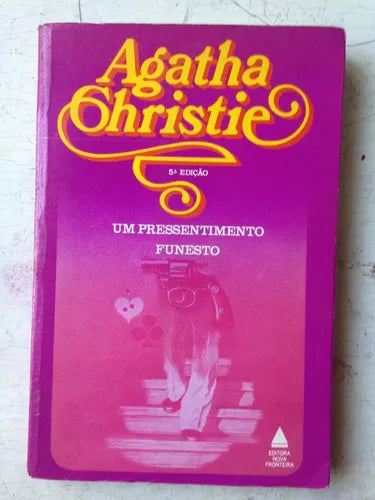 Agatha
Christie
5ª EDIÇÃO
UM PRESSENTIMENTO
FUNESTO
EDITORA
NOVA
FRONTEIRA